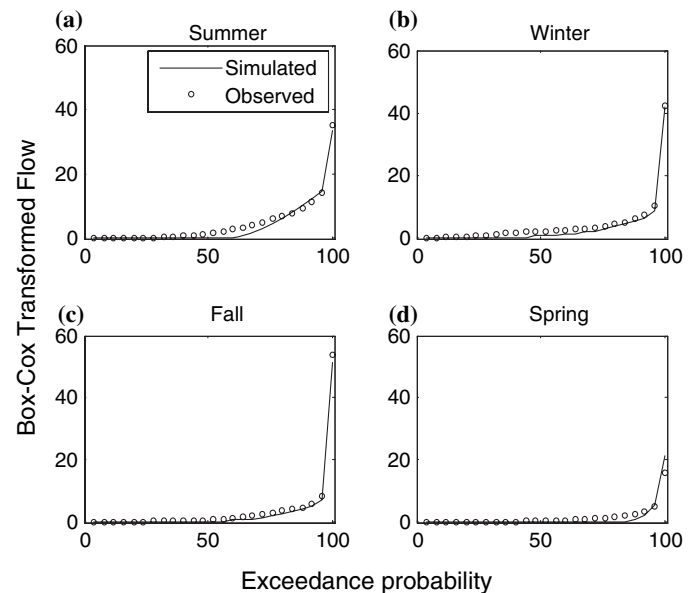 (a)
Summer
60
40
20
0
0
50
100
Simulated
Observed
(b)
Winter
60
40
20
0
0
50
100
(c)
Fall
60
40
20
0
0
50
100
(d)
Spring
60
40
20
0
0
50
100
Box-Cox Transformed Flow
Exceedance probability